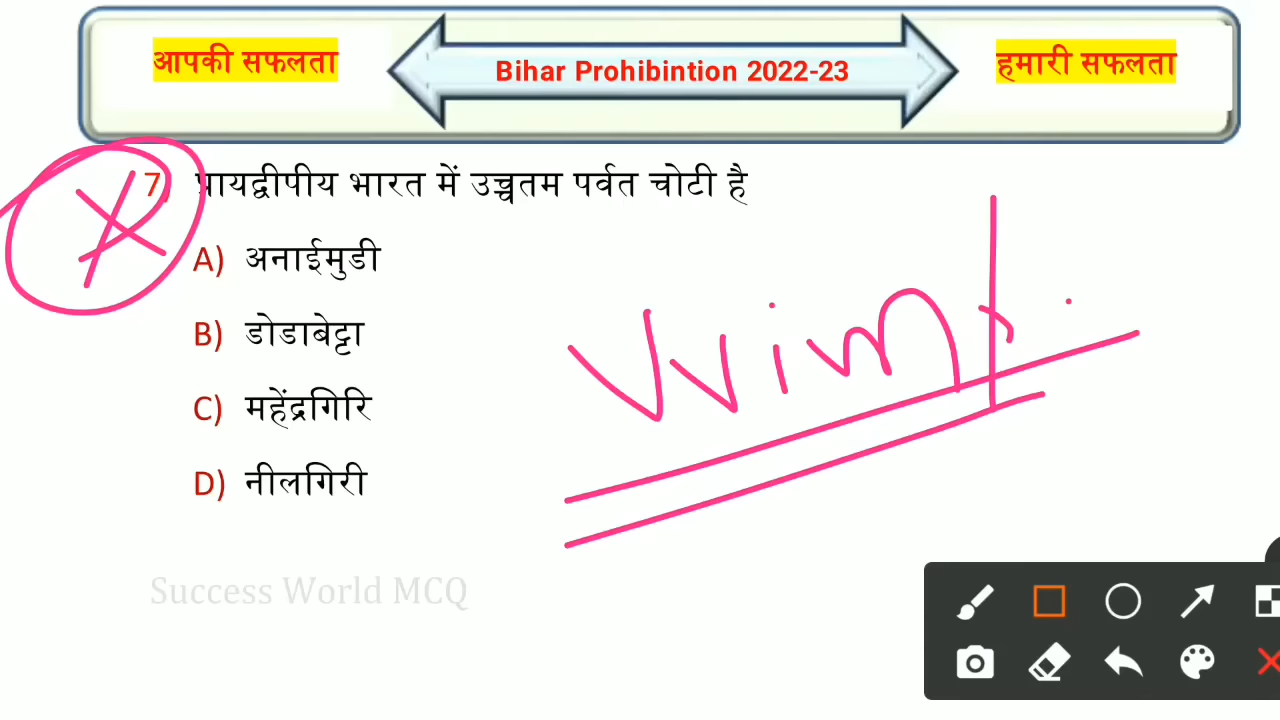 आपकी सफलता
Bihar Prohibintion 2022-23
हमारी सफलता
7) प्रायद्वीपीय भारत में उच्चतम पर्वत चोटी है
A) अनाईमुडी
B) डोडाबेट्टा
C) महेंद्रगिरि
D) नीलगिरी
VVimt.
Success World MCQ